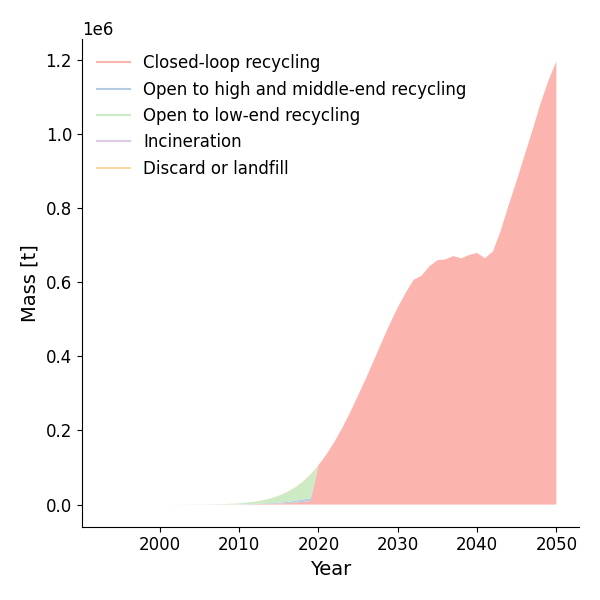 1e6
Closed-loop recycling
Open to high and middle-end recycling
Open to low-end recycling
Incineration
Discard or landfill
1.2
1.0
0.8
0.6
0.4
0.2
0.0
Mass [t]
2000 2010 2020 2030 2040 2050
Year